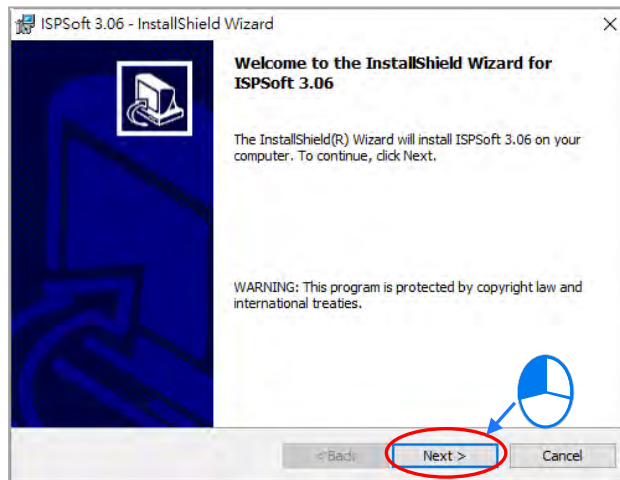 ISPSoft 3.06 - InstallShield Wizard
Welcome to the InstallShield Wizard for
ISPSoft 3.06
The InstallShield(R) Wizard will install ISPSoft 3.06 on your
computer. To continue, click Next.
WARNING: This program is protected by copyright law and
international treaties.
< Back Next > Cancel